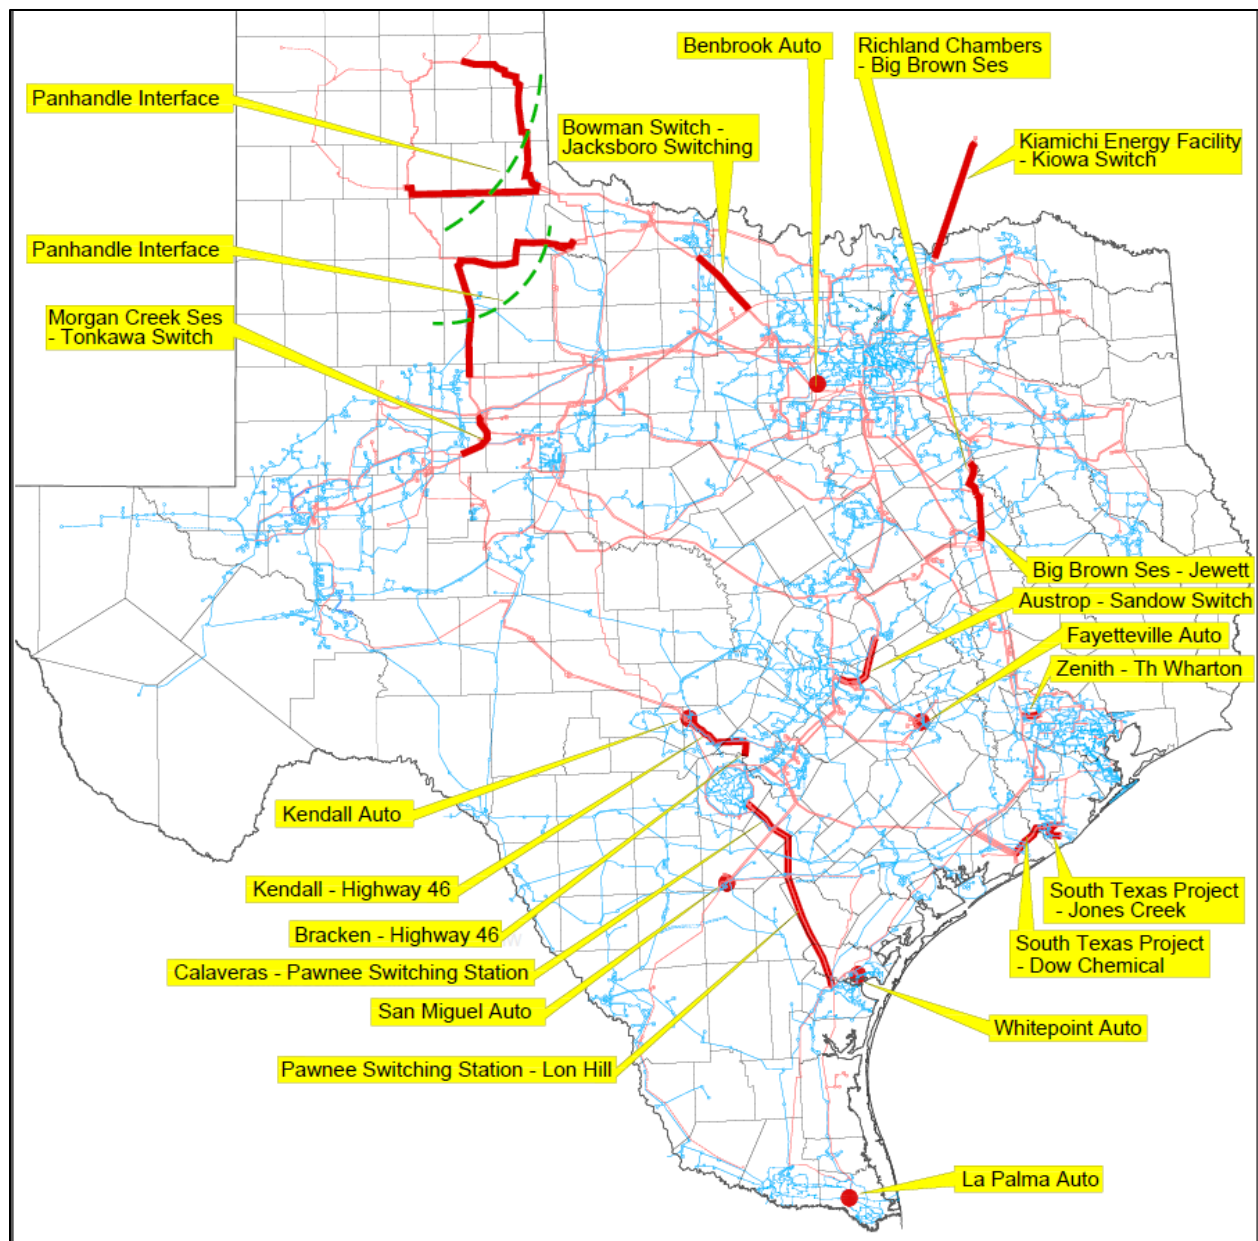 Benbrook Auto
Richland Chambers
- Big Brown Ses
Panhandle Interface
Bowman Switch -
Jacksboro Switching
Kiamichi Energy Facility
- Kiowa Switch
Panhandle Interface
Morgan Creek Ses
- Tonkawa Switch
Big Brown Ses - Jewett
Austrop - Sandow Switch
Fayetteville Auto
Zenith - Th Wharton
Kendall Auto
Kendall - Highway 46
South Texas Project
- Jones Creek
Bracken - Highway 46
South Texas Project
- Dow Chemical
Calaveras - Pawnee Switching Station
San Miguel Auto
Whitepoint Auto
Pawnee Switching Station - Lon Hill
La Palma Auto